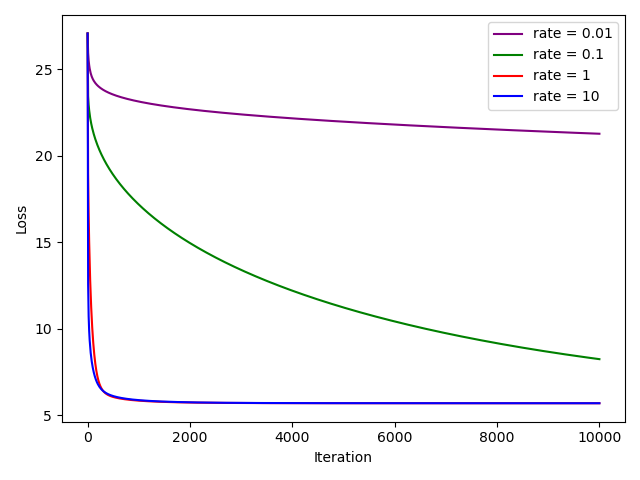 rate = 0.01
rate = 0.1
rate = 1
rate = 10
25
20
15
10
5
Loss
0
2000
4000
6000
8000
10000
Iteration